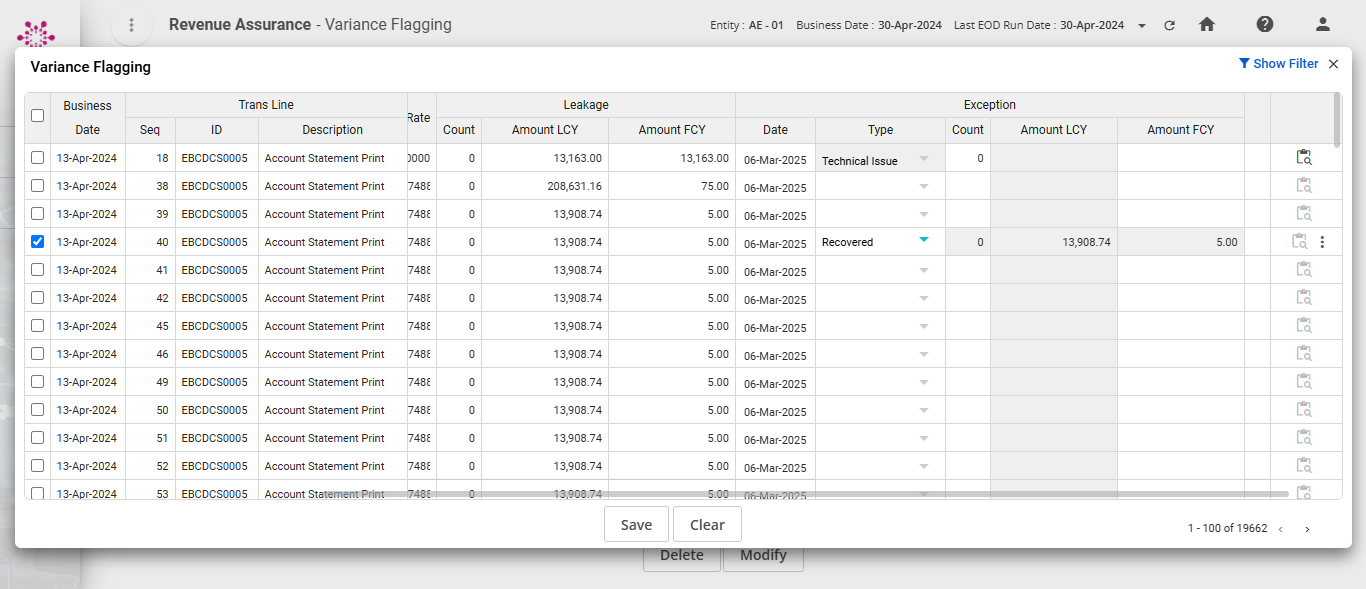 Revenue Assurance - Variance Flagging
Entity : AE - 01 Business Date : 30-Apr-2024 Last EOD Run Date : 30-Apr-2024
Variance Flagging
Show Filter
Business Date Trans Line Rate Leakage Exception
Seq ID Description Count Amount LCY Amount FCY Date Type Count Amount LCY Amount FCY
13-Apr-2024 18 EBCDCS0005 Account Statement Print 0000 0 13,163.00 13,163.00 06-Mar-2025 Technical Issue 0
13-Apr-2024 38 EBCDCS0005 Account Statement Print 7488 0 208,631.16 75.00 06-Mar-2025
13-Apr-2024 39 EBCDCS0005 Account Statement Print 7488 0 13,908.74 5.00 06-Mar-2025
13-Apr-2024 40 EBCDCS0005 Account Statement Print 7488 0 13,908.74 5.00 06-Mar-2025 Recovered 0 13,908.74 5.00
13-Apr-2024 41 EBCDCS0005 Account Statement Print 7488 0 13,908.74 5.00 06-Mar-2025
13-Apr-2024 42 EBCDCS0005 Account Statement Print 7488 0 13,908.74 5.00 06-Mar-2025
13-Apr-2024 45 EBCDCS0005 Account Statement Print 7488 0 13,908.74 5.00 06-Mar-2025
13-Apr-2024 46 EBCDCS0005 Account Statement Print 7488 0 13,908.74 5.00 06-Mar-2025
13-Apr-2024 49 EBCDCS0005 Account Statement Print 7488 0 13,908.74 5.00 06-Mar-2025
13-Apr-2024 50 EBCDCS0005 Account Statement Print 7488 0 13,908.74 5.00 06-Mar-2025
13-Apr-2024 51 EBCDCS0005 Account Statement Print 7488 0 13,908.74 5.00 06-Mar-2025
13-Apr-2024 52 EBCDCS0005 Account Statement Print 7488 0 13,908.74 5.00 06-Mar-2025
13-Apr-2024 53 EBCDCS0005 Account Statement Print 7488 0 13,908.74 5.00 06-Mar-2025
Save Clear
1 - 100 of 19662
Delete Modify